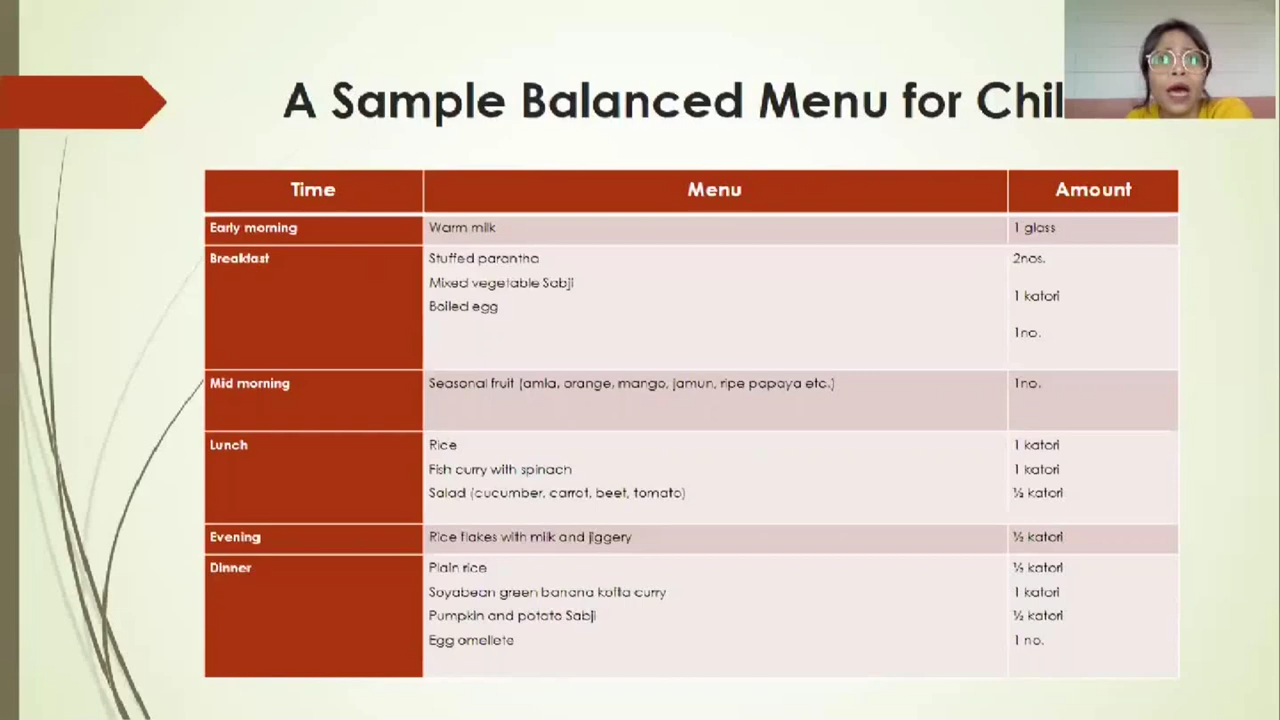 A Sample Balanced Menu for Chil
Time Menu Amount
Early morning Warm milk 1 glass
Breakfast Stuffed parantha 2nos.
Mixed vegetable Sabji 1 katori
Boiled egg 1no.
Mid morning Seasonal fruit (amla, orange, mango, jamun, ripe papaya etc.) 1no.
Lunch Rice 1 katori
Fish curry with spinach 1 katori
Salad (cucumber, carrot, beet, tomato) ½ katori
Evening Rice flakes with milk and jiggery ½ katori
Dinner Plain rice ½ katori
Soyabean green banana kofta curry 1 katori
Pumpkin and potato Sabji ½ katori
Egg omellete 1 no.